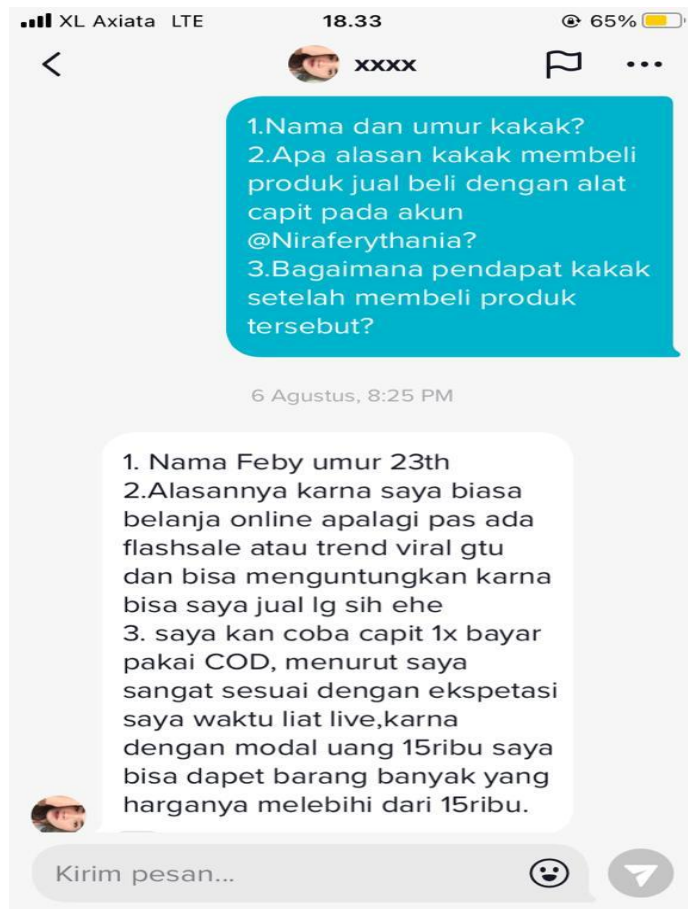 XL Axiata LTE 18.33 65%
xxxx
1.Nama dan umur kakak?
2.Apa alasan kakak membeli
produk jual beli dengan alat
capit pada akun
@Niraferythania?
3.Bagaimana pendapat kakak
setelah membeli produk
tersebut?
6 Agustus, 8:25 PM
1. Nama Feby umur 23th
2.Alasannya karna saya biasa
belanja online apalagi pas ada
flashsale atau trend viral gtu
dan bisa menguntungkan karna
bisa saya jual lg sih ehe
3. saya kan coba capit 1x bayar
pakai COD, menurut saya
sangat sesuai dengan ekspetasi
saya waktu liat live,karna
dengan modal uang 15ribu saya
bisa dapet barang banyak yang
harganya melebihi dari 15ribu.
Kirim pesan...